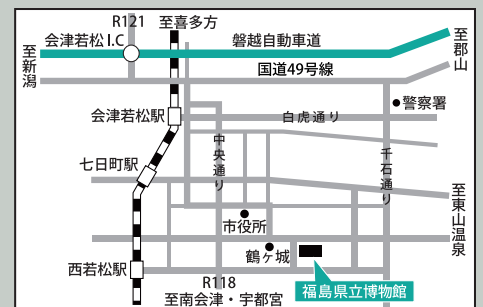 R121
至喜多方
会津若松I.C
磐越自動車道
至郡山
至新潟
国道49号線
警察署
会津若松駅
白虎通り
中央通り
千石通り
七日町駅
至東山温泉
市役所
鶴ヶ城
西若松駅
R118
至南会津・宇都宮
福島県立博物館